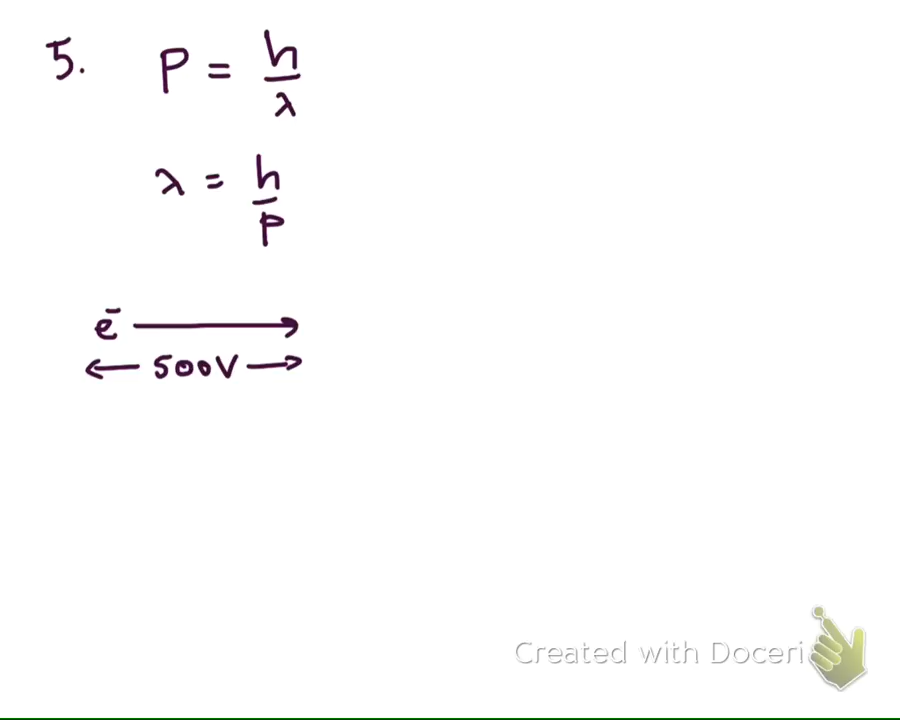 5. P = h/λ
λ = h/P
e⁻ ⟶
← 500V →
Created with Doceri